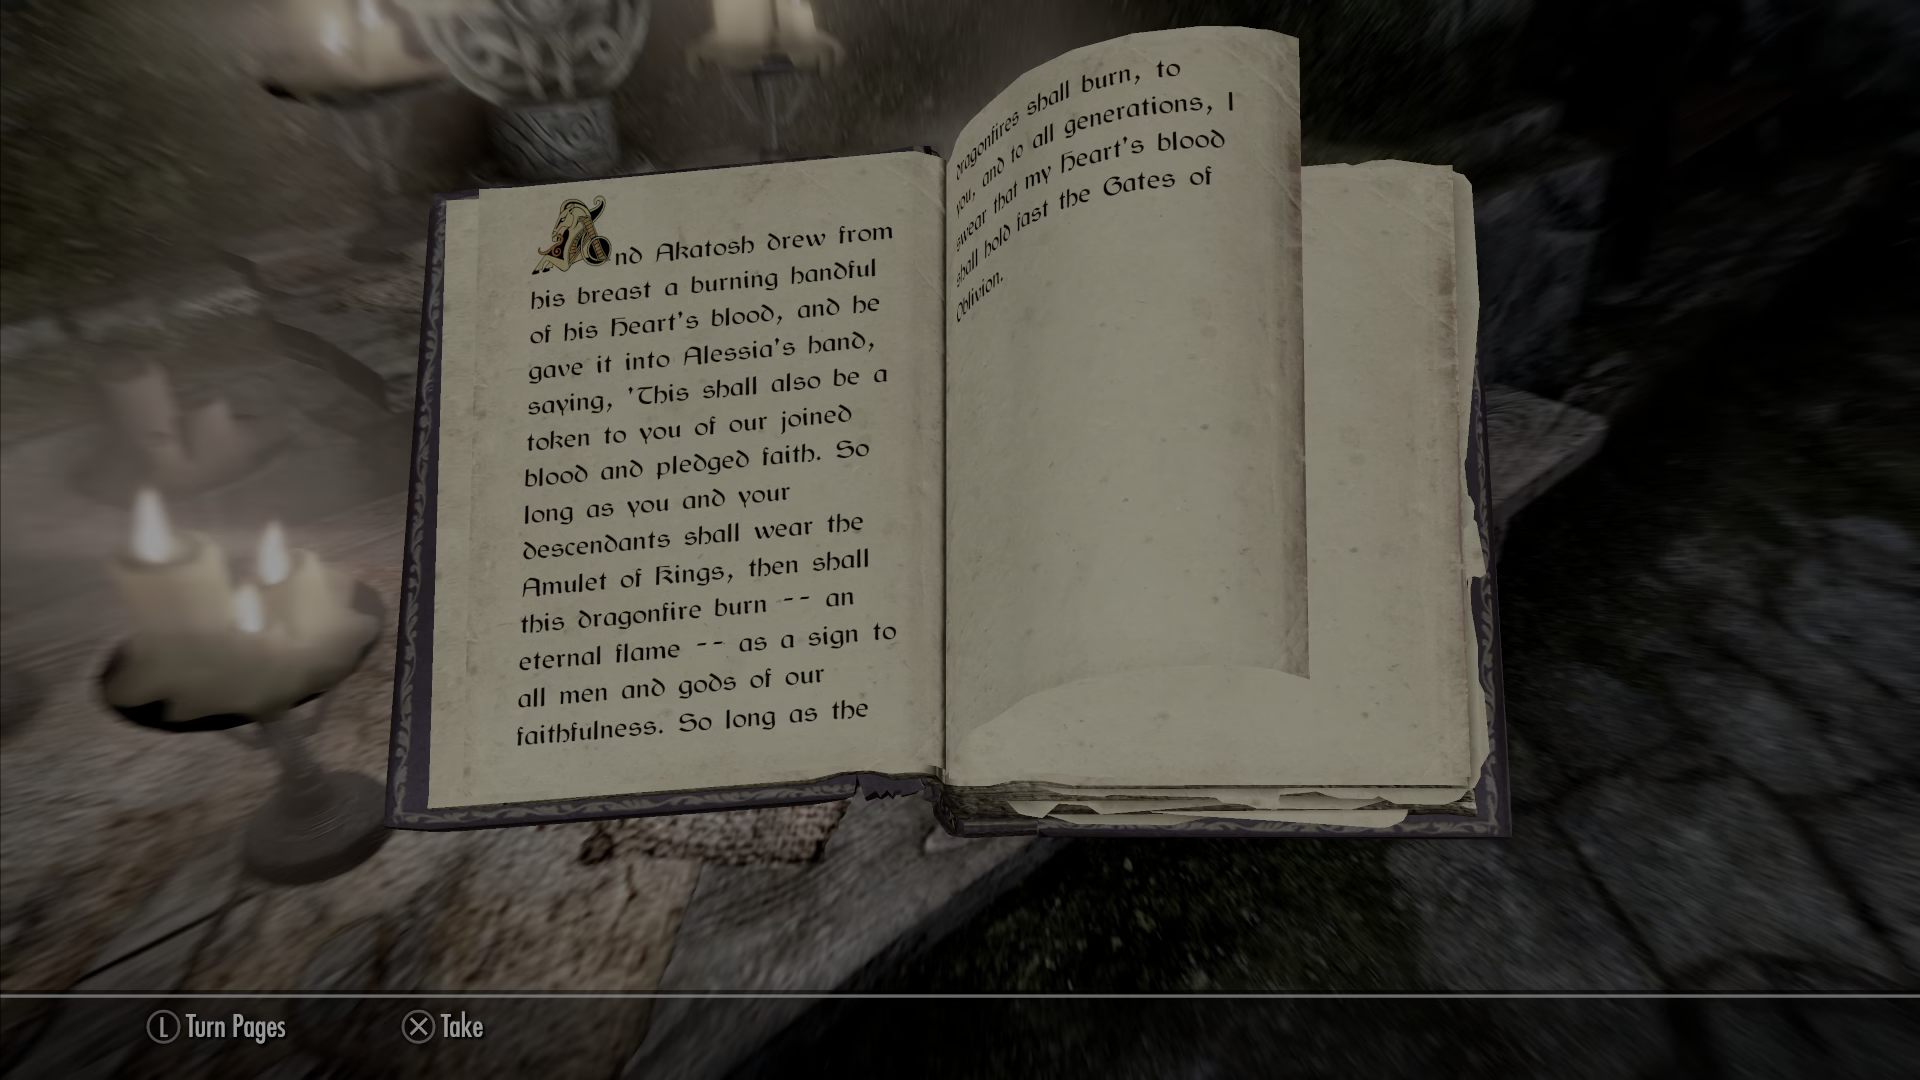 And Akatosh drew from
his breast a burning handful
of his Heart's blood, and he
gave it into Alessia's hand,
saying, 'This shall also be a
token to you of our joined
blood and pledged faith. So
long as you and your
descendants shall wear the
Amulet of Kings, then shall
this dragonfire burn -- an
eternal flame -- as a sign to
all men and gods of our
faithfulness. So long as the
dragonfires shall burn, to
you, and to all generations, I
swear that my Heart's blood
shall hold fast the Gates of
Oblivion.
L Turn Pages
X Take